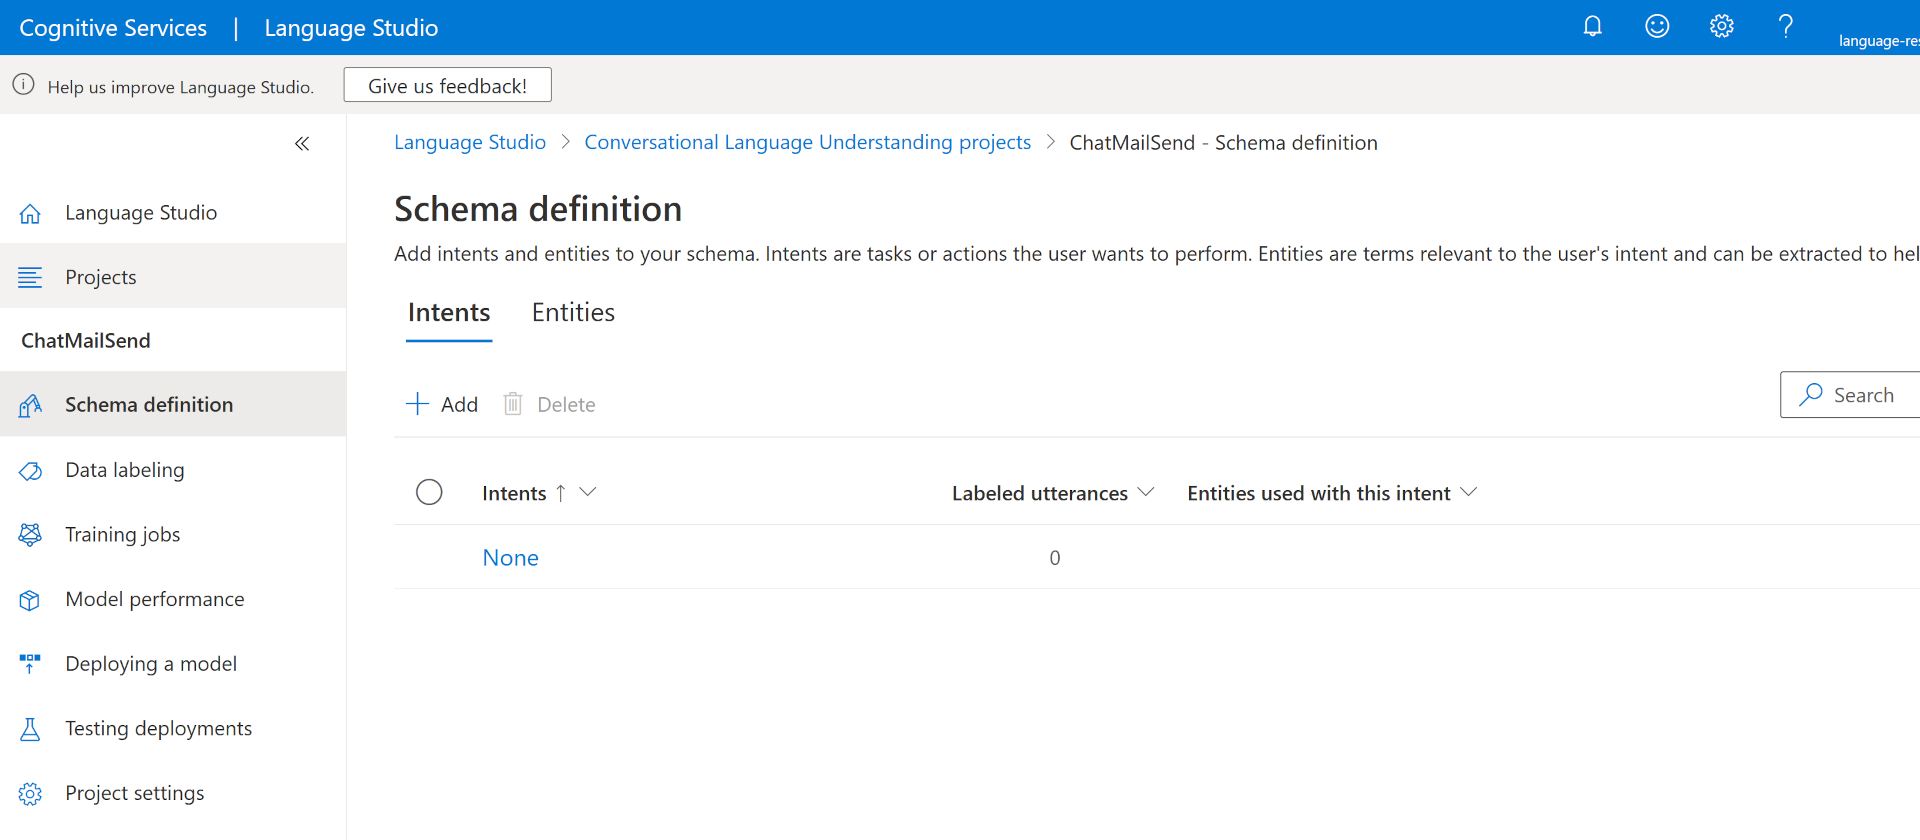 Cognitive Services | Language Studio
language-res
Help us improve Language Studio. Give us feedback!
Language Studio > Conversational Language Understanding projects > ChatMailSend - Schema definition
Language Studio
Projects
ChatMailSend
Schema definition
Data labeling
Training jobs
Model performance
Deploying a model
Testing deployments
Project settings
Schema definition
Add intents and entities to your schema. Intents are tasks or actions the user wants to perform. Entities are terms relevant to the user's intent and can be extracted to hel
Intents Entities
Add Delete
Search
Intents ↑ Labeled utterances Entities used with this intent
None 0